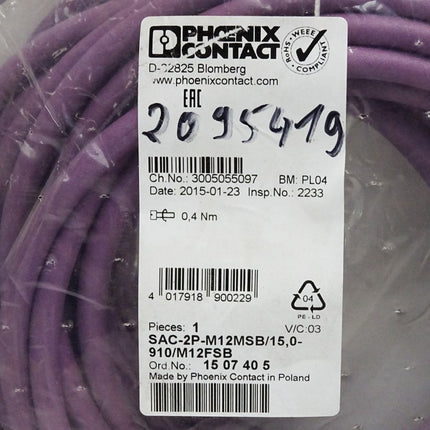 PHOENIX
CONTACT
RoHS - WEEE
COMPLIANT
D-32825 Blomberg
www.phoenixcontact.com
EAC
2095419
Ch.No.: 3005055097 BM: PL04
Date: 2015-01-23 Insp.No.: 2233
0,4 Nm
4 017918 900229
04
PE - LD
Pieces: 1 V/C:03
SAC-2P-M12MSB/15,0-
910/M12FSB
Ord.No.: 15 07 40 5
Made by Phoenix Contact in Poland